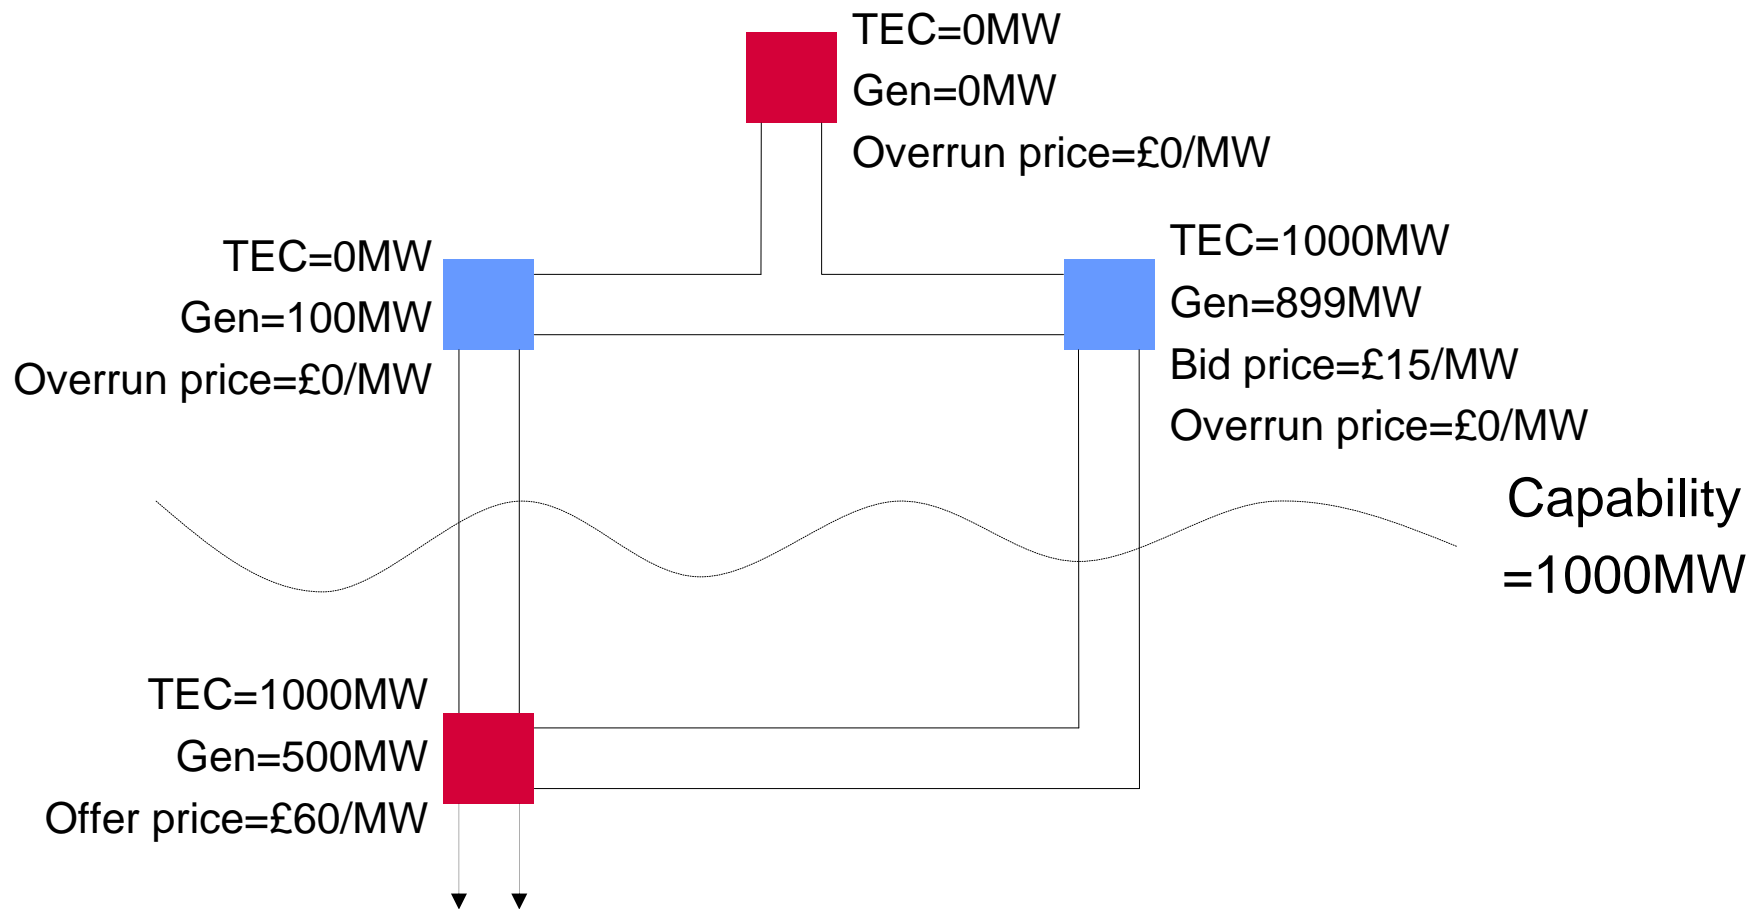 TEC=0MW
Gen=0MW
Overrun price=£0/MW
TEC=0MW
Gen=100MW
Overrun price=£0/MW
TEC=1000MW
Gen=899MW
Bid price=£15/MW
Overrun price=£0/MW
Capability
=1000MW
TEC=1000MW
Gen=500MW
Offer price=£60/MW